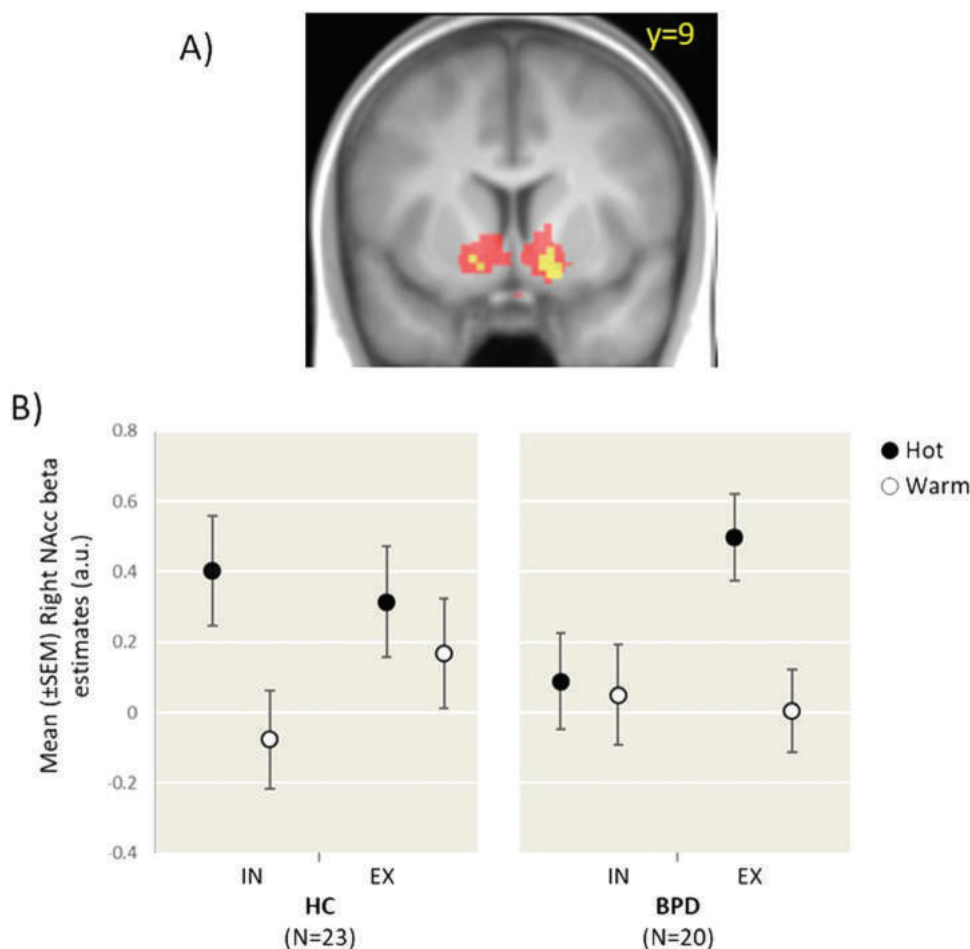 A)
y=9
B)
Mean (±SEM) Right NAcc beta
estimates (a.u.)
0.8
0.6
0.4
0.2
0
-0.2
-0.4
Hot
Warm
IN
EX
IN
EX
HC
BPD
(N=23)
(N=20)